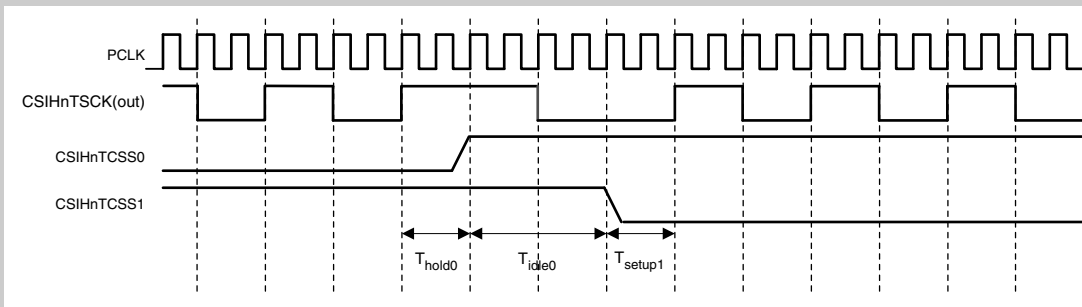 PCLK
CSIHnTSCK(out)
CSIHnTCSS0
CSIHnTCSS1
Thold0 Tidle0 Tsetup1